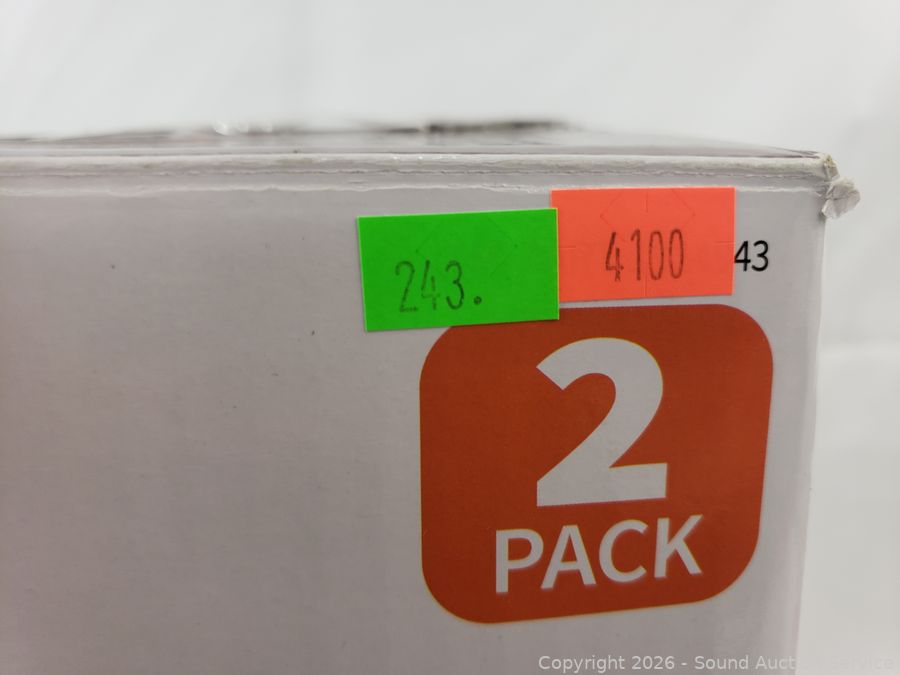 243.
4100
43
2
PACK
Copyright 2026 - Sound Auction Service